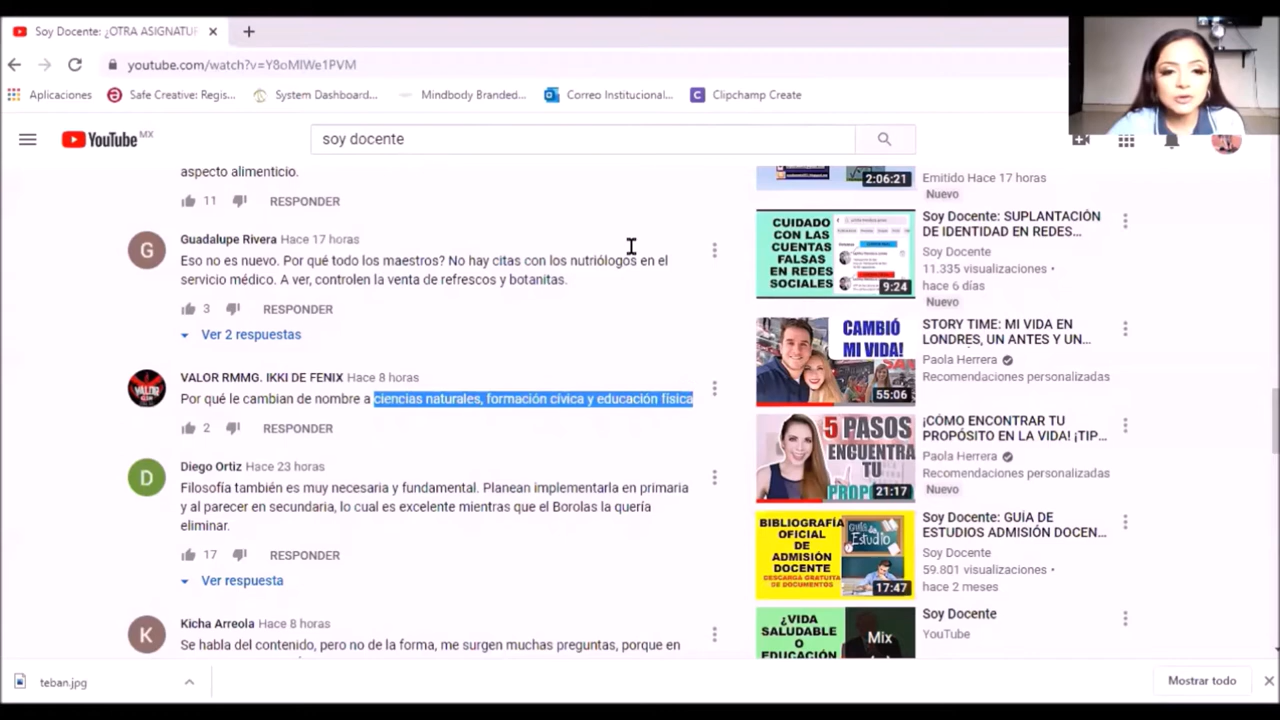 Soy Docente: ¿OTRA ASIGNATUR
youtube.com/watch?v=Y8oMIWe1PVM
Aplicaciones
Safe Creative: Regis...
System Dashboard...
Mindbody Branded...
Correo Institucional...
Clipchamp Create
YouTube MX
soy docente
aspecto alimenticio.
11 RESPONDER
Guadalupe Rivera Hace 17 horas
Eso no es nuevo. Por qué todo los maestros? No hay citas con los nutriólogos en el
servicio médico. A ver, controlen la venta de refrescos y botanitas.
3 RESPONDER
Ver 2 respuestas
VALOR RMMG. IKKI DE FENIX Hace 8 horas
Por qué le cambian de nombre a ciencias naturales, formación cívica y educación física
2 RESPONDER
Diego Ortiz Hace 23 horas
Filosofía también es muy necesaria y fundamental. Planean implementarla en primaria
y al parecer en secundaria, lo cual es excelente mientras que el Borolas la quería
eliminar.
17 RESPONDER
Ver respuesta
Kicha Arreola Hace 8 horas
Se habla del contenido, pero no de la forma, me surgen muchas preguntas, porque en
2:06:21
Emitido Hace 17 horas
Nuevo
CUIDADO
CON LAS
CUENTAS
FALSAS
EN REDES
SOCIALES
9:24
Soy Docente: SUPLANTACIÓN
DE IDENTIDAD EN REDES...
Soy Docente
11.335 visualizaciones •
hace 6 días
Nuevo
CAMBIÓ
MI VIDA!
55:06
STORY TIME: MI VIDA EN
LONDRES, UN ANTES Y UN...
Paola Herrera
Recomendaciones personalizadas
5 PASOS
ENCUENTRA
TU
PROPÓ
21:17
¡CÓMO ENCONTRAR TU
PROPÓSITO EN LA VIDA! ¡TIP...
Paola Herrera
Recomendaciones personalizadas
Nuevo
BIBLIOGRAFÍA
OFICIAL
DE
ADMISIÓN
DOCENTE
DESCARGA GRATUITA
DE DOCUMENTOS
Guía de
Estudio
17:47
Soy Docente: GUÍA DE
ESTUDIOS ADMISIÓN DOCEN...
Soy Docente
59.801 visualizaciones •
hace 2 meses
¿VIDA
SALUDABLE
O
EDUCACIÓN
Mix
Soy Docente
YouTube
teban.jpg
Mostrar todo